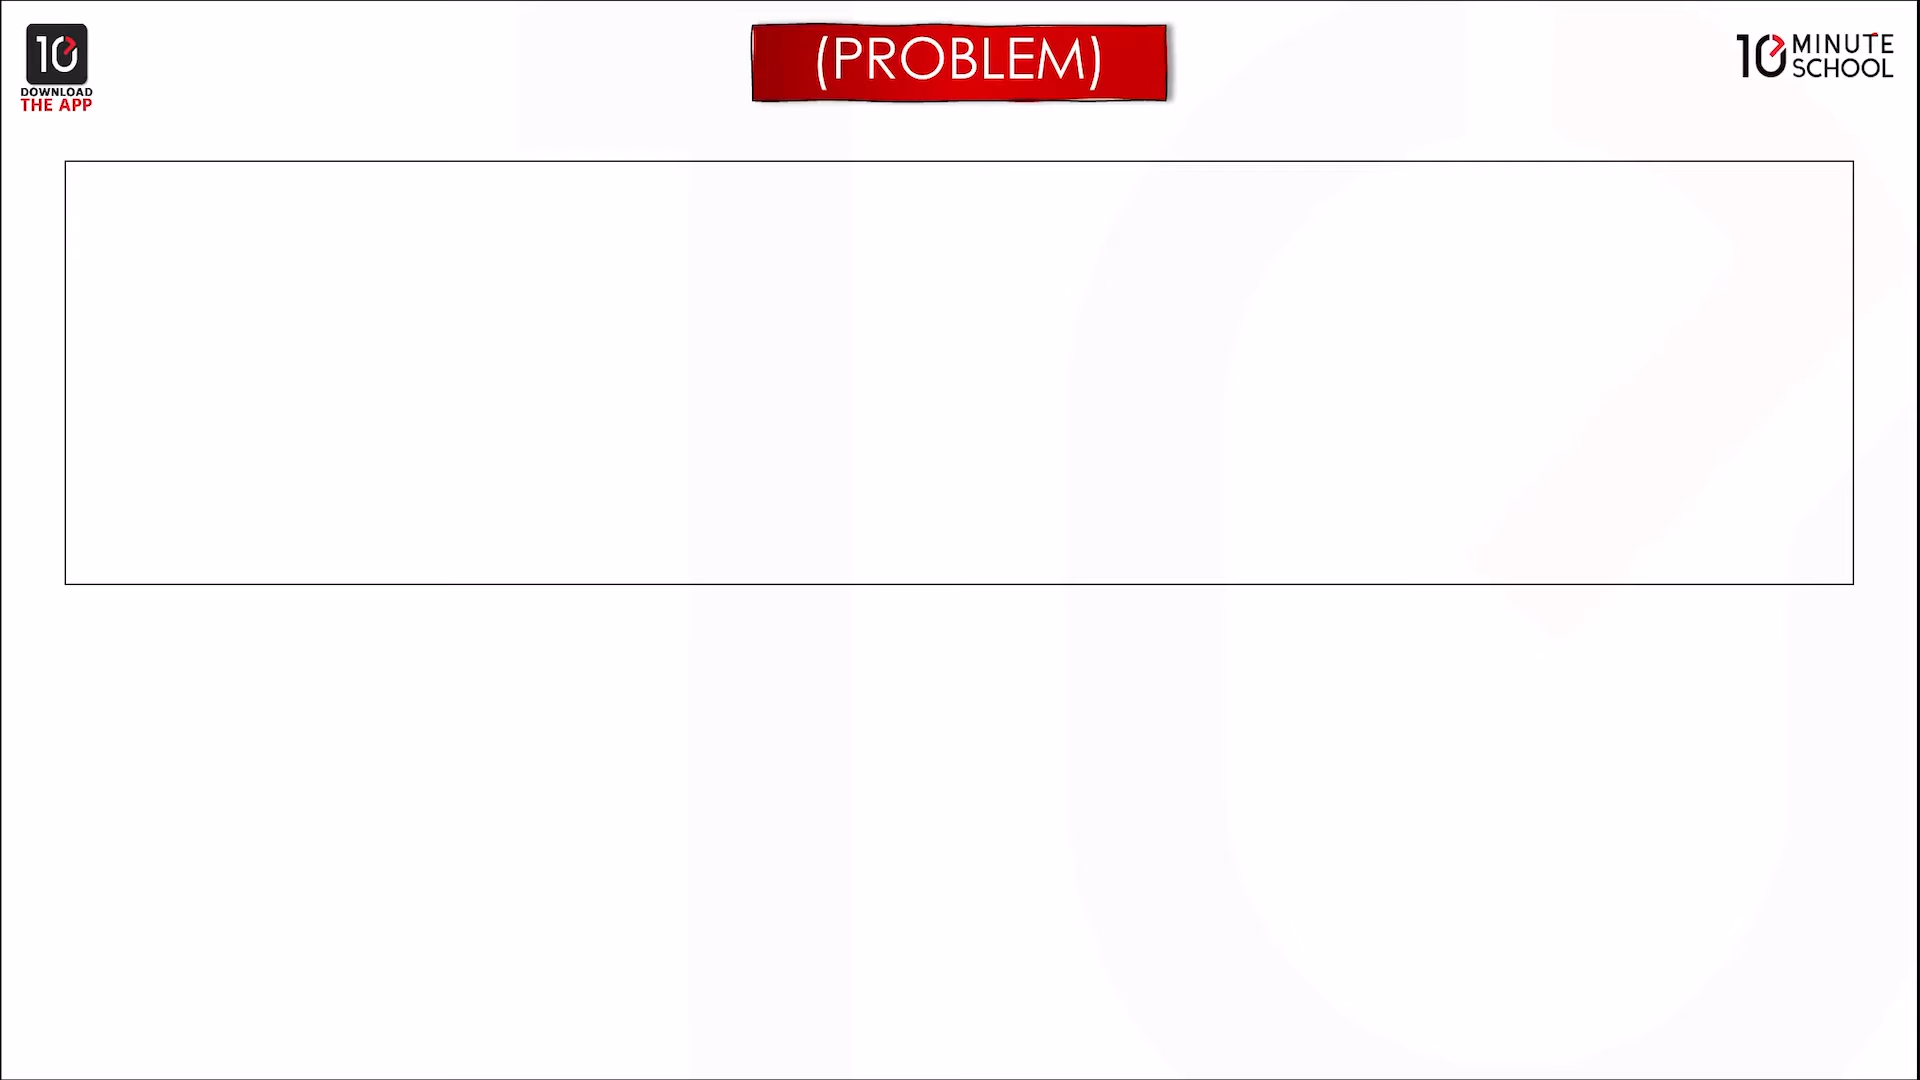 (PROBLEM)
10 MINUTE
SCHOOL
10
DOWNLOAD
THE APP